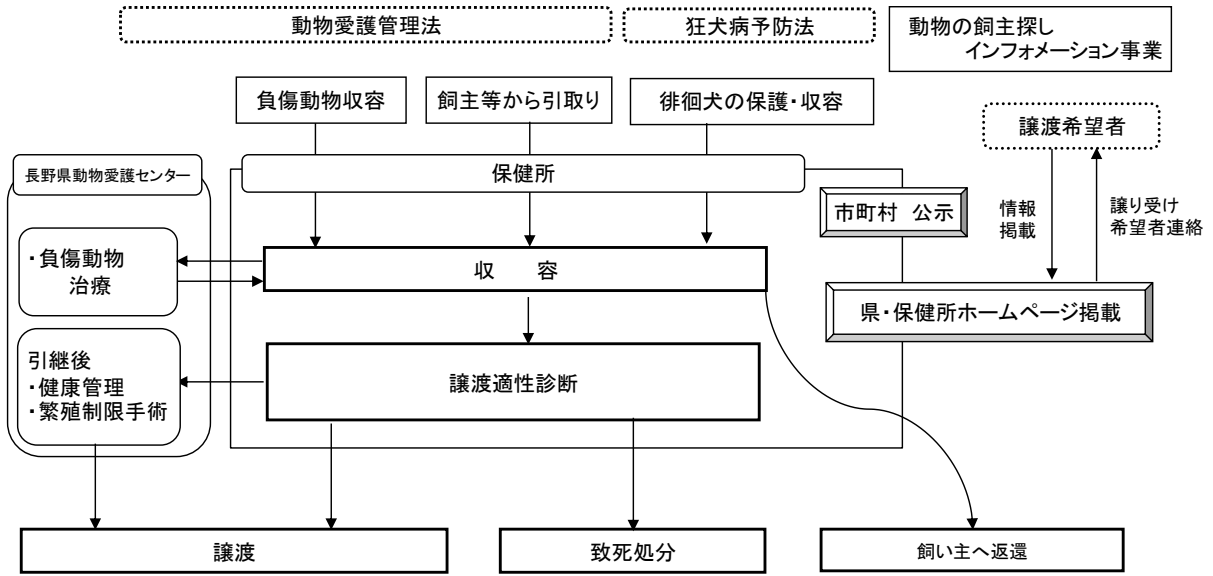 動物愛護管理法
狂犬病予防法
動物の飼主探し
インフォメーション事業
負傷動物収容
飼主等から引取り
徘徊犬の保護・収容
譲渡希望者
長野県動物愛護センター
保健所
市町村 公示
情報
掲載
譲り受け
希望者連絡
・負傷動物
治療
収 容
県・保健所ホームページ掲載
引継後
・健康管理
・繁殖制限手術
譲渡適性診断
譲渡
致死処分
飼い主へ返還